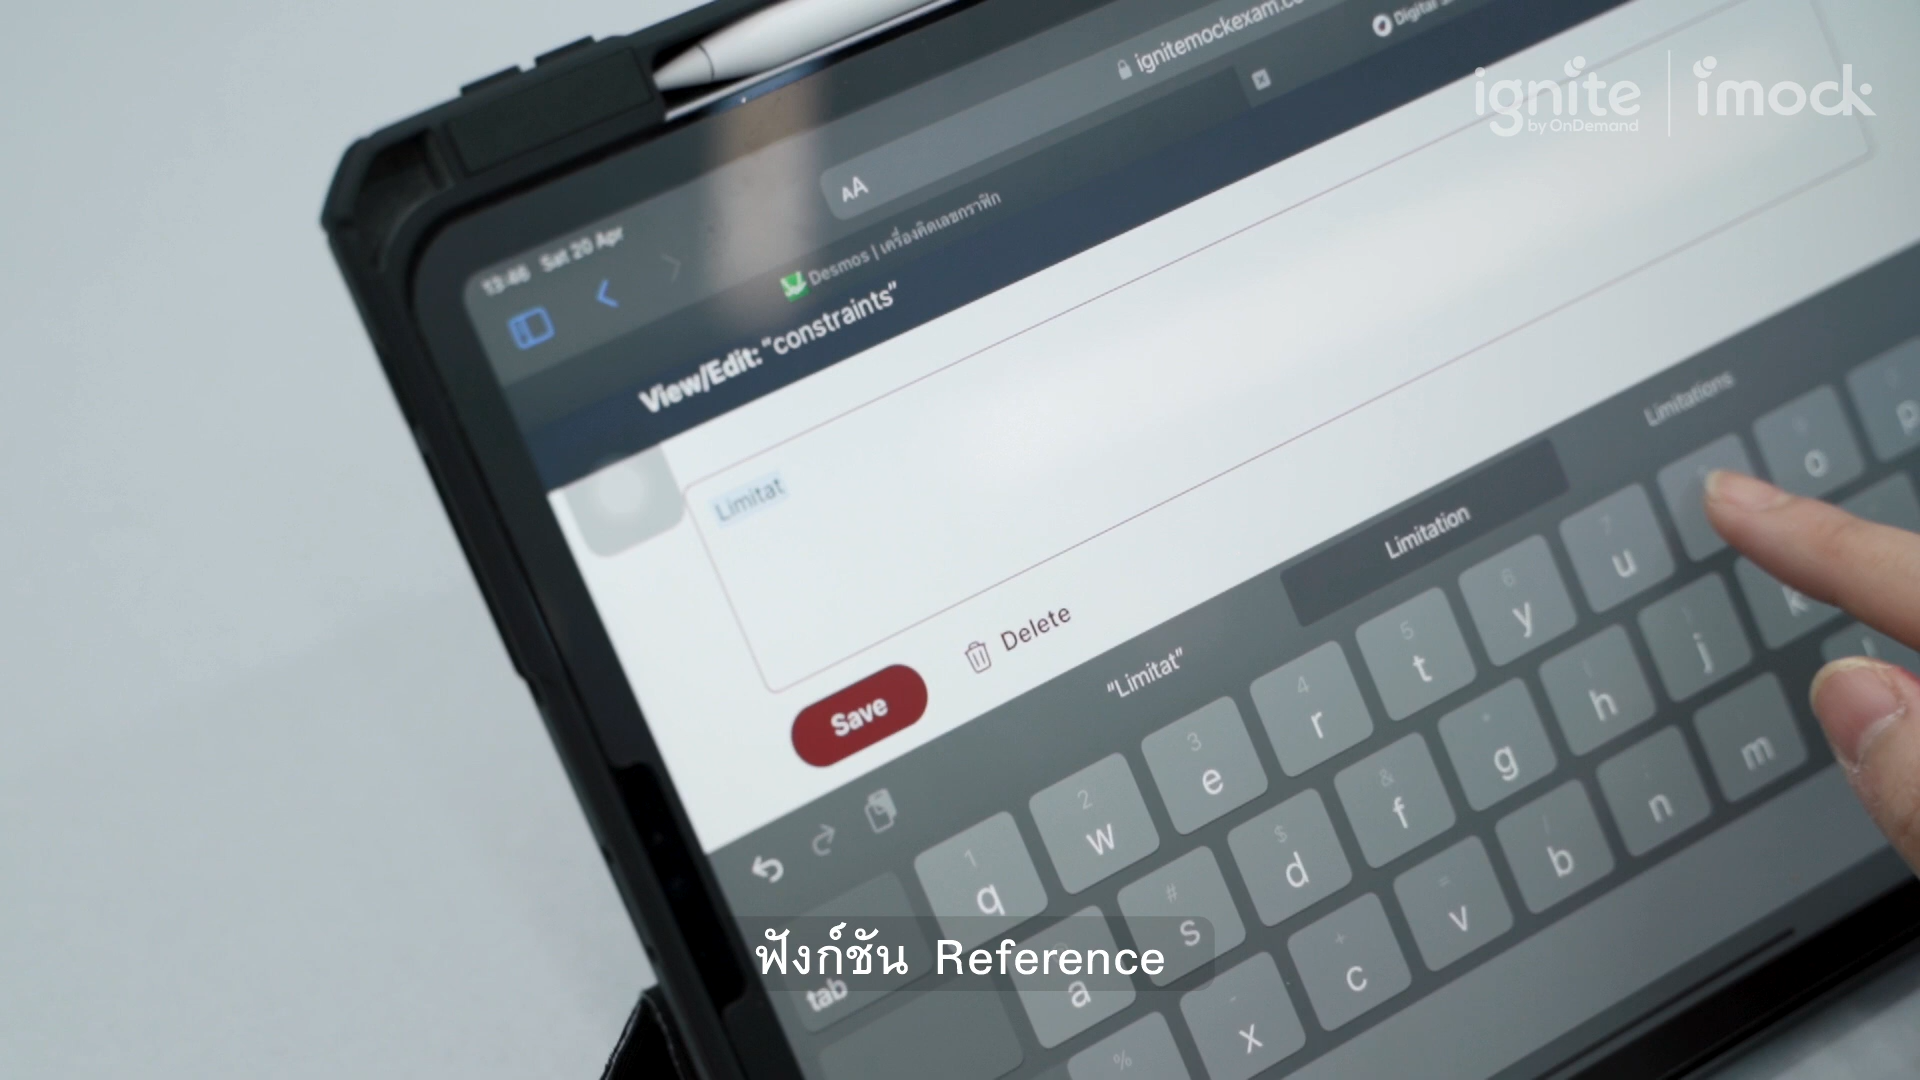 ignite | imock
by OnDemand
ignitemockexam.c
Digital
AA
13:46 Sat 20 Apr
Desmos | เครื่องคิดเลขกราฟิก
View/Edit: “constraints”
Limitat
Save
Delete
“Limitat”
Limitation
Limitations
1 2 3 4 5 6 7
q w e r t y u o p
tab
# $ &
a s d f g h j k
% - + = /
x c v b n m
ฟังก์ชัน Reference